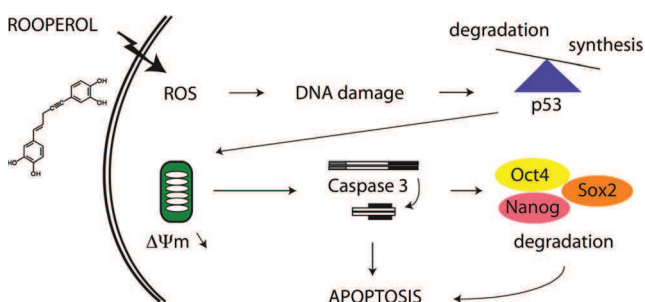 ROOPEROL
degradation
synthesis
ROS
DNA damage
p53
OH
OH
HO
OH
Caspase 3
Oct4
Sox2
Nanog
ΔΨm
degradation
APOPTOSIS